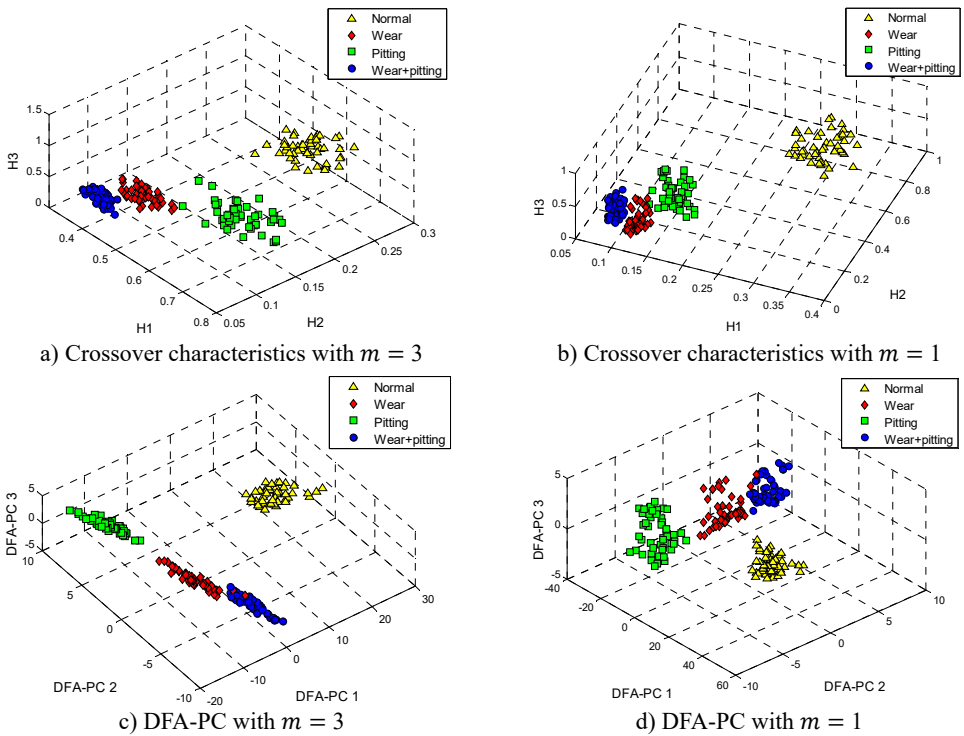 Normal
Wear
Pitting
Wear+pitting
1.5
1
0.5
0
H3
0.4
0.5
0.6
0.7
0.8
H1
0.05
0.1
0.15
0.2
0.25
0.3
H2
a) Crossover characteristics with m = 3
Normal
Wear
Pitting
Wear+pitting
1
0.5
0
H3
0.05
0.1
0.15
0.2
0.25
0.3
0.35
0.4
H1
0
0.2
0.4
0.6
0.8
1
H2
b) Crossover characteristics with m = 1
Normal
Wear
Pitting
Wear+pitting
5
0
-5
DFA-PC 3
10
5
0
-5
-10
DFA-PC 2
-20
-10
0
10
20
30
DFA-PC 1
c) DFA-PC with m = 3
Normal
Wear
Pitting
Wear+pitting
5
0
-5
DFA-PC 3
-40
-20
0
20
40
60
DFA-PC 1
-10
-5
0
5
10
DFA-PC 2
d) DFA-PC with m = 1